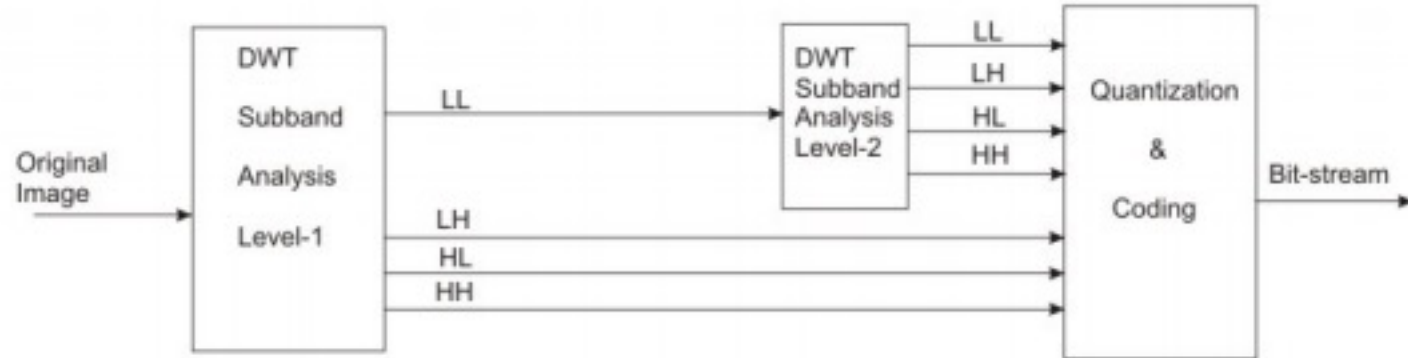 Original
Image
DWT
Subband
Analysis
Level-1
LL
LH
HL
HH
DWT
Subband
Analysis
Level-2
LL
LH
HL
HH
Quantization
&
Coding
Bit-stream